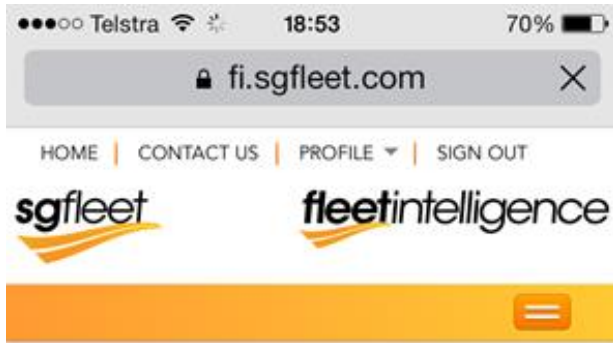 Telstra 18:53 70%
fi.sgfleet.com
HOME CONTACT US PROFILE SIGN OUT
sgfleet fleetintelligence